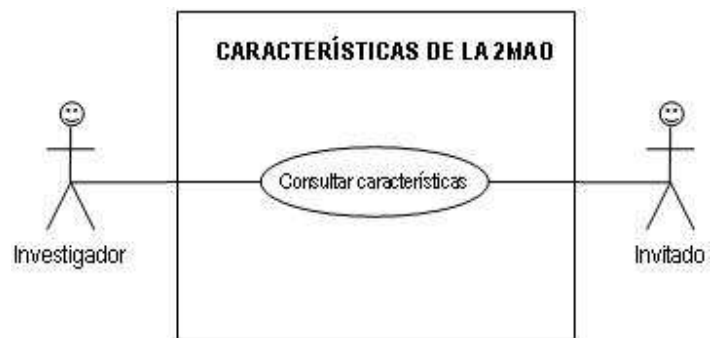 CARACTERÍSTICAS DE LA 2MAO
Consultar características
Investigador
Invitado